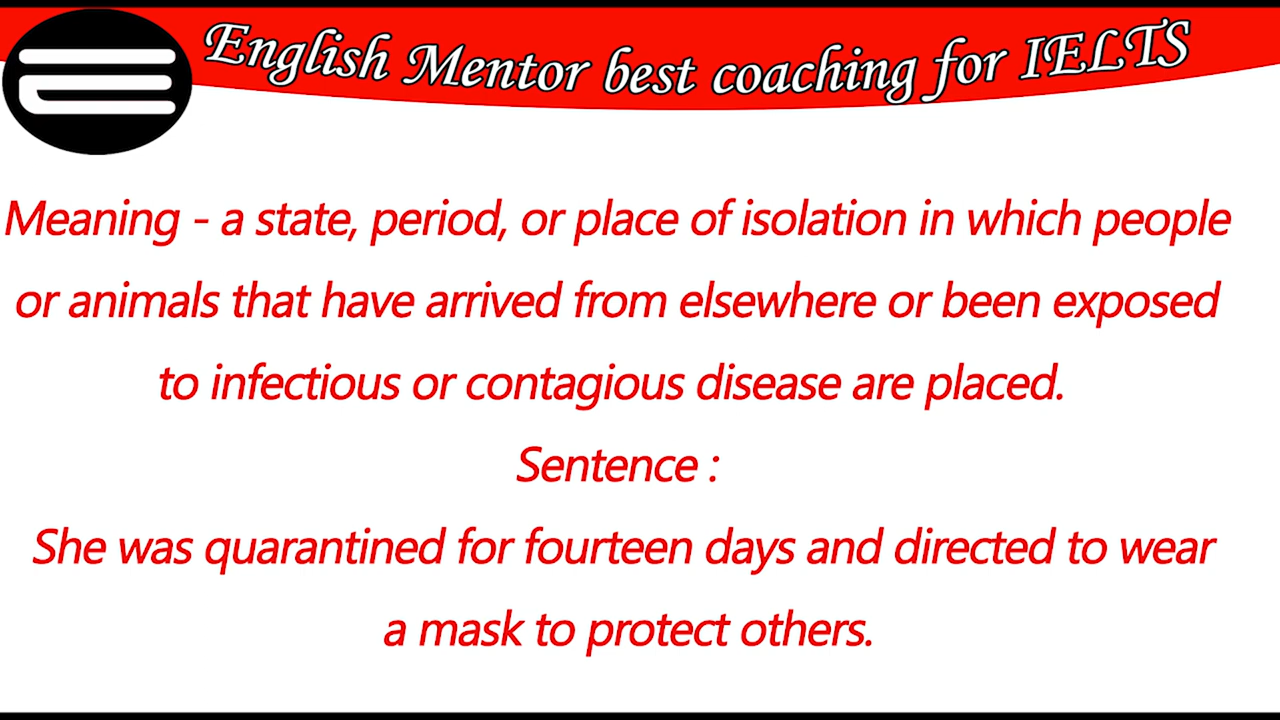 English Mentor best coaching for IELTS
Meaning - a state, period, or place of isolation in which people
or animals that have arrived from elsewhere or been exposed
to infectious or contagious disease are placed.
Sentence :
She was quarantined for fourteen days and directed to wear
a mask to protect others.